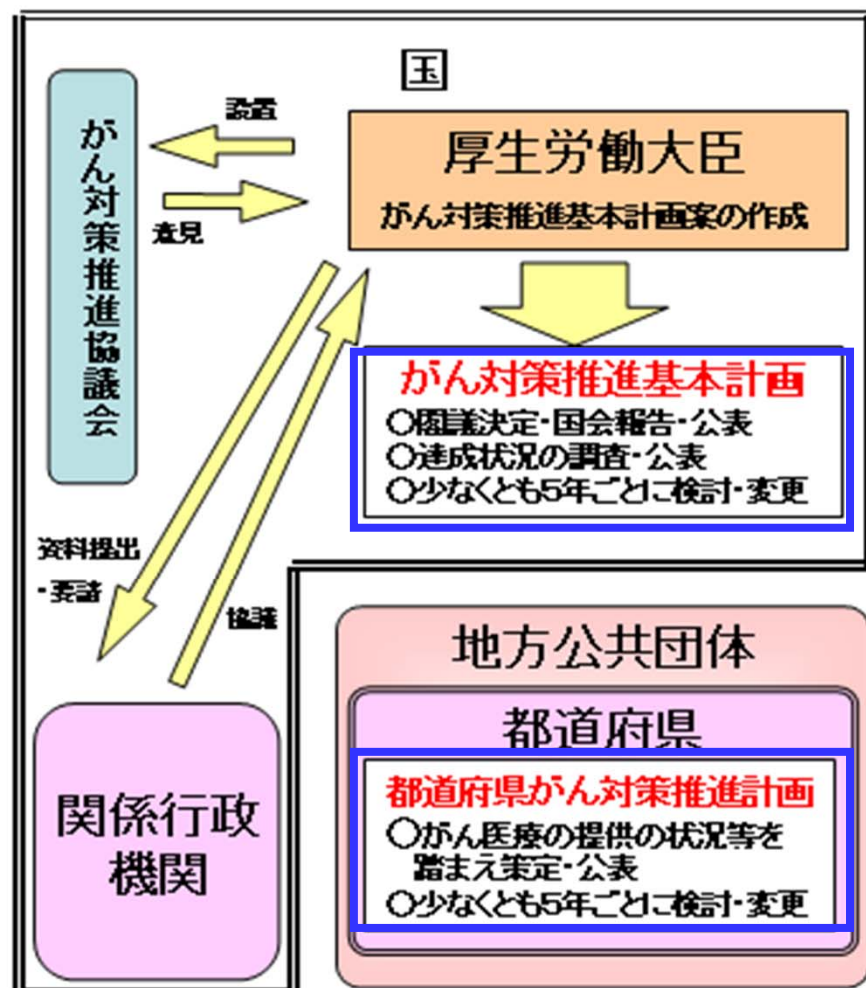 国
がん対策推進協議会
設置
意見
厚生労働大臣
がん対策推進基本計画案の作成
がん対策推進基本計画
○閣議決定・国会報告・公表
○達成状況の調査・公表
○少なくとも5年ごとに検討・変更
資料提出
・要請
協議
関係行政
機関
地方公共団体
都道府県
都道府県がん対策推進計画
○がん医療の提供の状況等を
踏まえ策定・公表
○少なくとも5年ごとに検討・変更